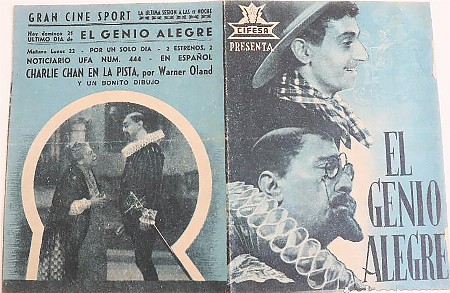 GRAN CINE SPORT
LA ULTIMA SESION A LAS 11 NOCHE
Hoy domingo 21
ULTIMO DIA de
EL GENIO ALEGRE
Mañana Lunes 22 - POR UN SOLO DIA - 2 ESTRENOS, 2
NOTICIARIO UFA NUM. 444 - EN ESPAÑOL
CHARLIE CHAN EN LA PISTA, por Warner Oland
Y UN BONITO DIBUJO
CIFESA
PRESENTA
EL
GENIO
ALEGRE